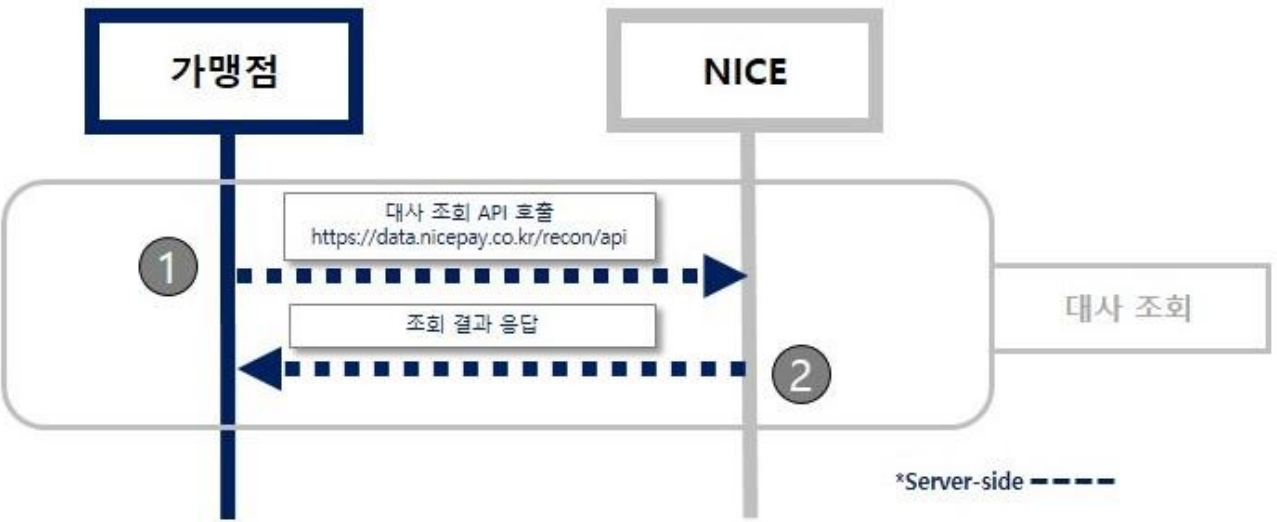 가맹점
NICE
대사 조회 API 호출
https://data.nicepay.co.kr/recon/api
1
조회 결과 응답
대사 조회
2
*Server-side